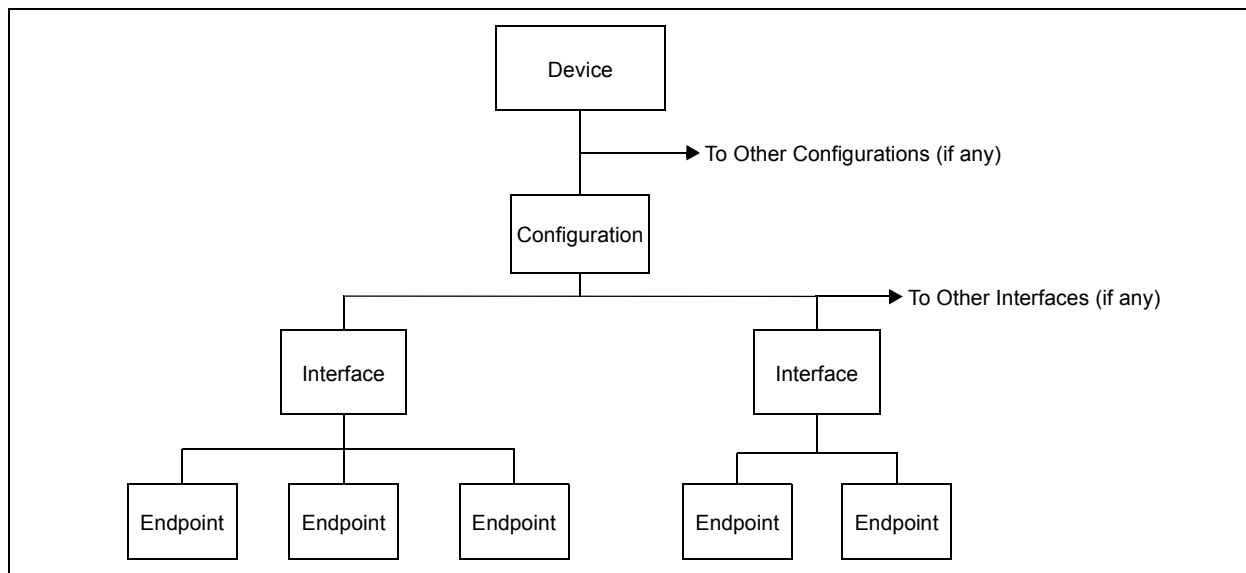 Device
To Other Configurations (if any)
Configuration
To Other Interfaces (if any)
Interface
Interface
Endpoint
Endpoint
Endpoint
Endpoint
Endpoint